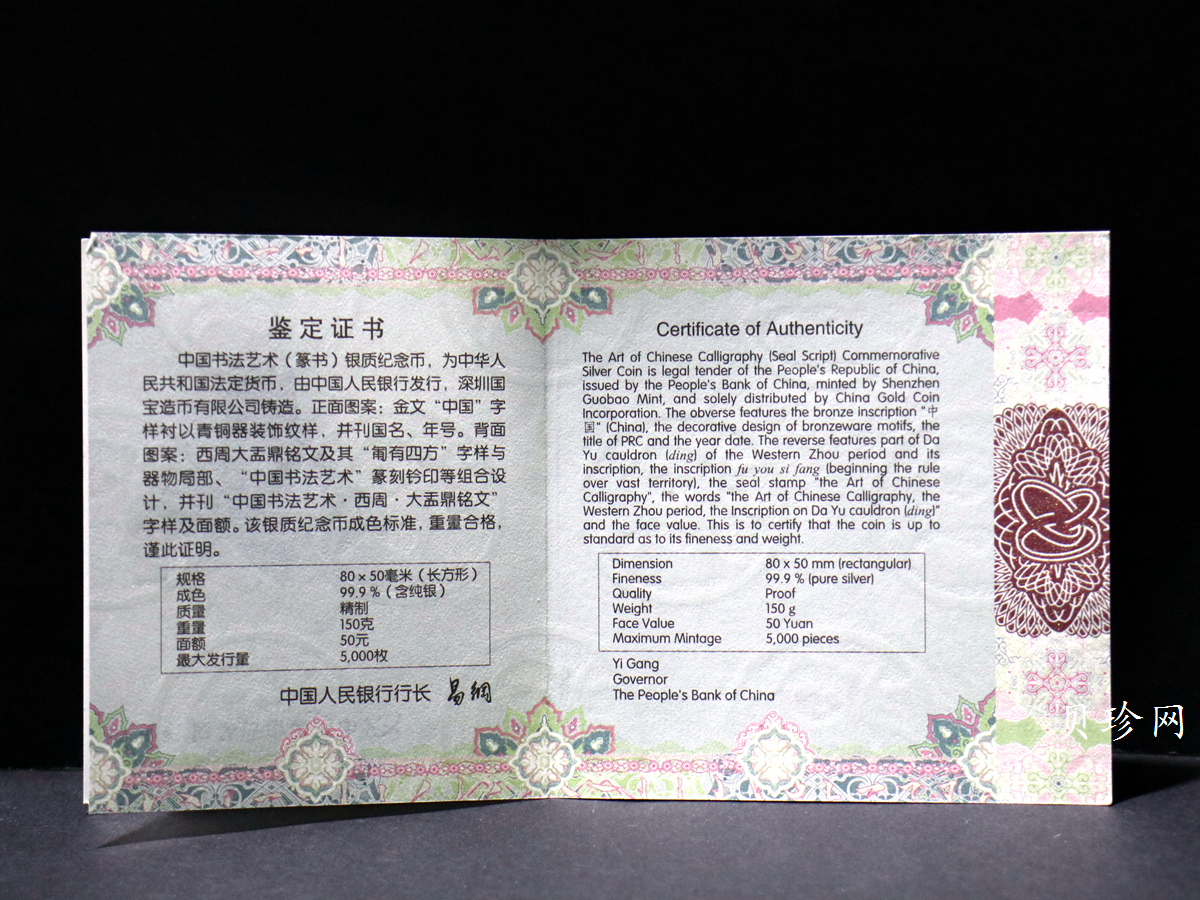 鉴定证书
中国书法艺术（篆书）银质纪念币，为中华人
民共和国法定货币，由中国人民银行发行，深圳国
宝造币有限公司铸造。正面图案：金文“中国”字
样衬以青铜器装饰纹样，并刊国名、年号。背面
图案：西周大盂鼎铭文及其“匍有四方”字样与
器物局部、“中国书法艺术”篆刻钤印等组合设
计，并刊“中国书法艺术·西周·大盂鼎铭文”
字样及面额。该银质纪念币成色标准，重量合格，
谨此证明。
规格 80×50毫米（长方形）
成色 99.9％（含纯银）
质量 精制
重量 150克
面额 50元
最大发行量 5,000枚
中国人民银行行长 易纲
Certificate of Authenticity
The Art of Chinese Calligraphy (Seal Script) Commemorative
Silver Coin is legal tender of the People's Republic of China,
issued by the People's Bank of China, minted by Shenzhen
Guobao Mint, and solely distributed by China Gold Coin
Incorporation. The obverse features the bronze inscription "中
国" (China), the decorative design of bronzeware motifs, the
title of PRC and the year date. The reverse features part of Da
Yu cauldron (ding) of the Western Zhou period and its
inscription, the inscription fu you si fang (beginning the rule
over vast territory), the seal stamp "the Art of Chinese
Calligraphy", the words "the Art of Chinese Calligraphy, the
Western Zhou period, the Inscription on Da Yu cauldron (ding)"
and the face value. This is to certify that the coin is up to
standard as to its fineness and weight.
Dimension 80 x 50 mm (rectangular)
Fineness 99.9 % (pure silver)
Quality Proof
Weight 150 g
Face Value 50 Yuan
Maximum Mintage 5,000 pieces
Yi Gang
Governor
The People's Bank of China
贝珍网